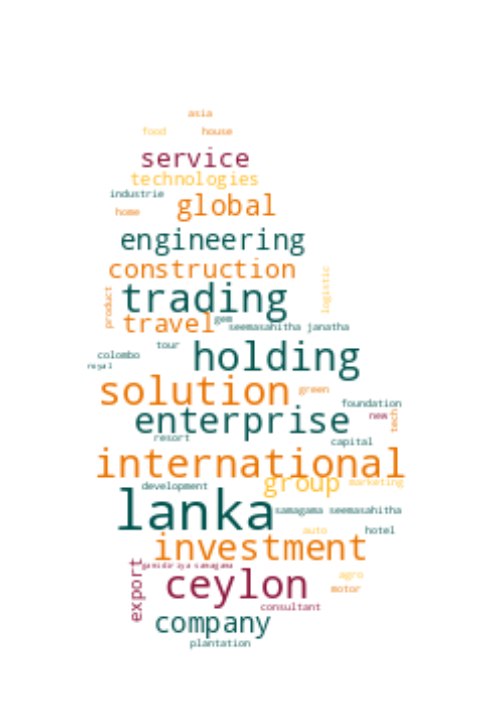 asia
food house
service
technologies
industrie
home global
engineering
construction
logistic
product
trading
travel gem
seemasahitha janatha
tour
colombo holding
royal
solution green
foundation
enterprise new tech
resort capital
international
group marketing
development
lanka samagama seemasahitha
auto hotel
investment
export
samagama
ceylon agro
motor
consultant
company
plantation